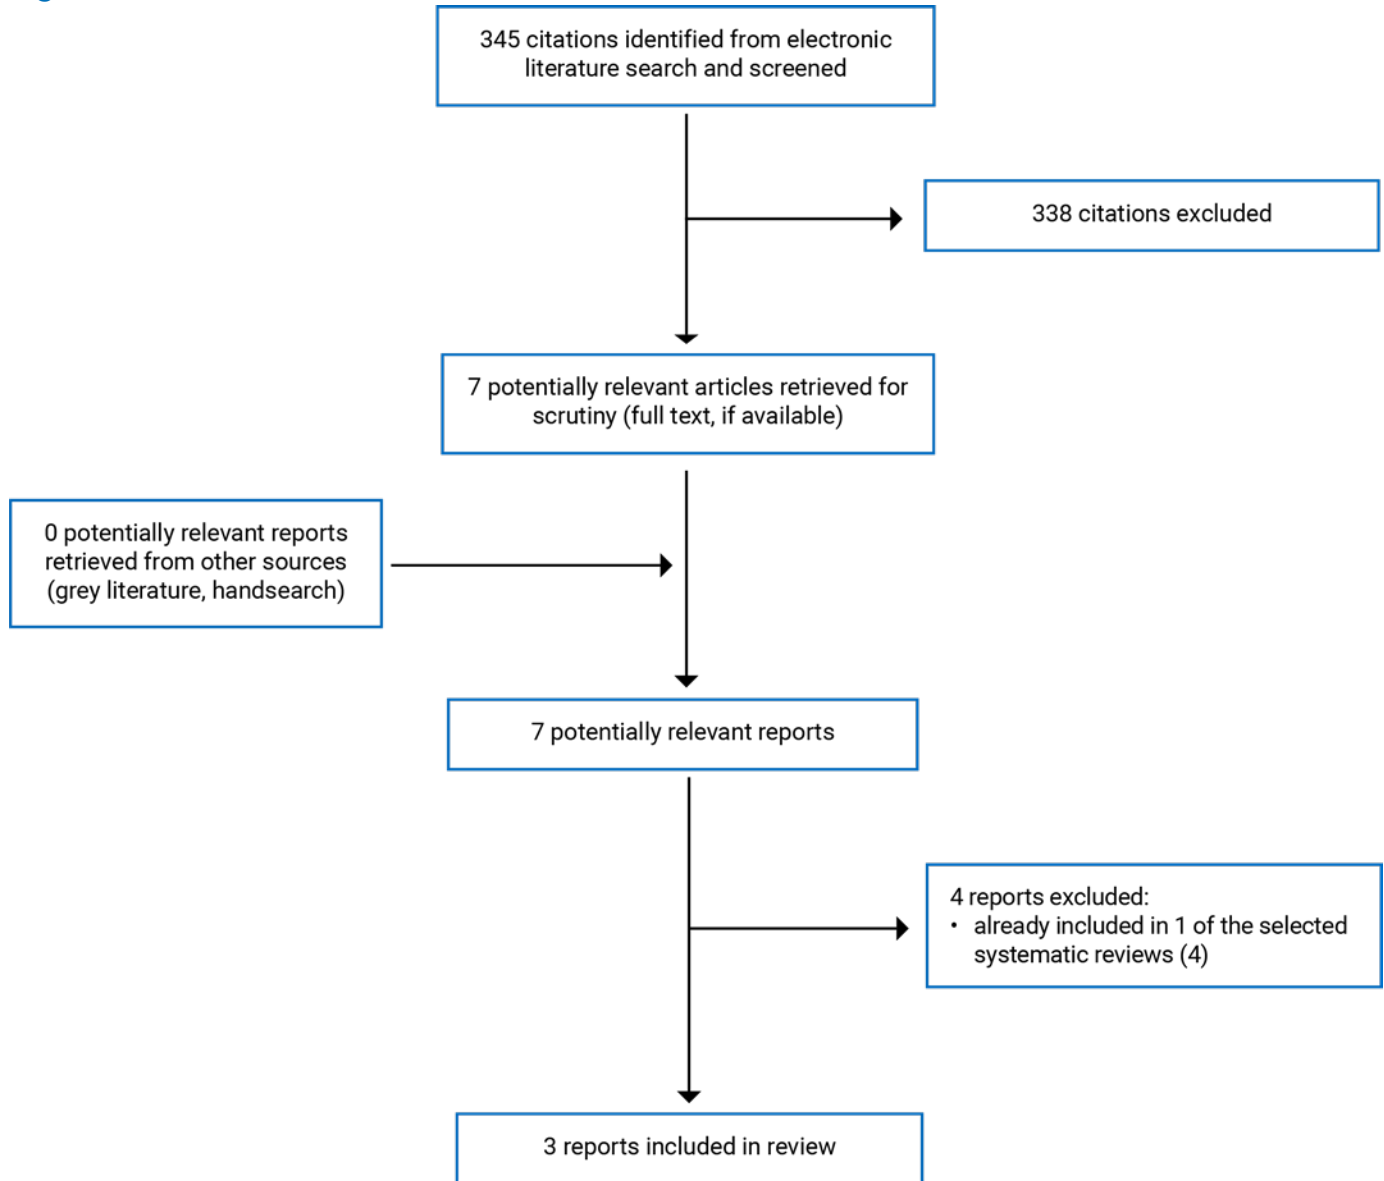 345 citations identified from electronic
literature search and screened
338 citations excluded
7 potentially relevant articles retrieved for
scrutiny (full text, if available)
0 potentially relevant reports
retrieved from other sources
(grey literature, handsearch)
7 potentially relevant reports
4 reports excluded:
• already included in 1 of the selected
systematic reviews (4)
3 reports included in review